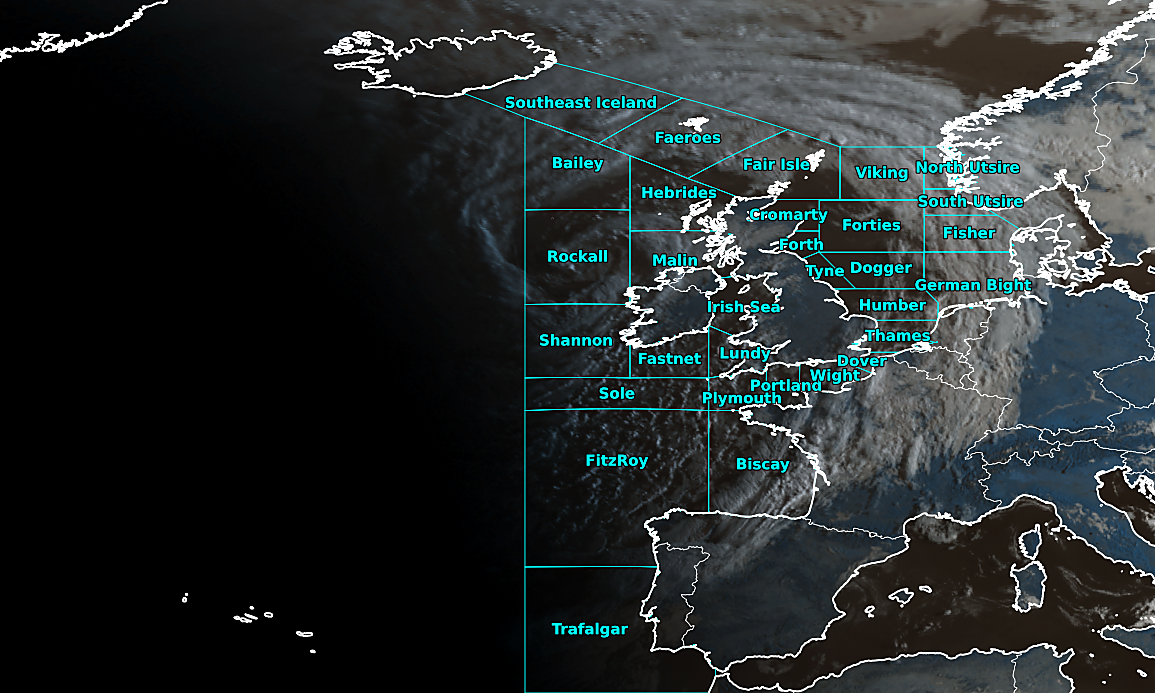 Southeast Iceland
Faeroes
Bailey
Fair Isle
Viking
North Utsire
Hebrides
South Utsire
Cromarty
Forties
Fisher
Forth
Rockall
Malin
Tyne
Dogger
German Bight
Irish Sea
Humber
Shannon
Thames
Fastnet
Lundy
Dover
Wight
Portland
Sole
Plymouth
FitzRoy
Biscay
Trafalgar